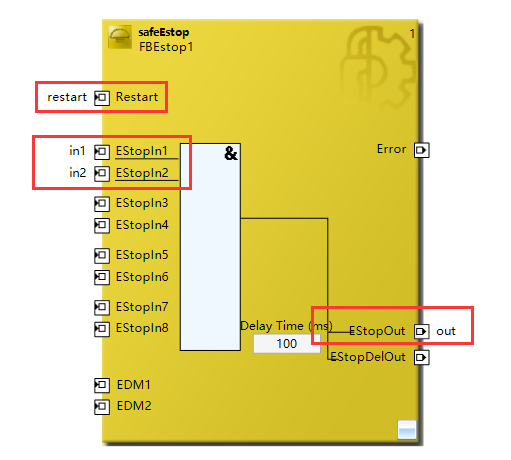 safeEstop
FBEstop1
1
restart Restart
Error
in1 EStopIn1
&
in2 EStopIn2
EStopIn3
EStopIn4
EStopIn5
EStopIn6
EStopIn7
EStopIn8
Delay Time (ms)
100
EStopOut out
EStopDelOut
EDM1
EDM2